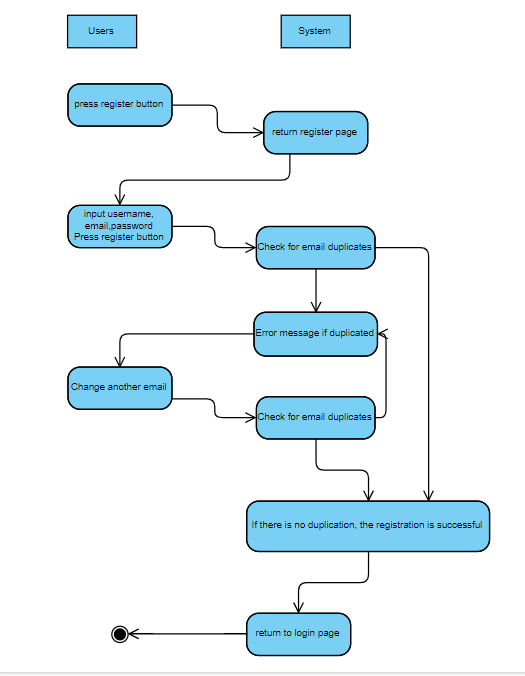 Users
System
press register button
return register page
input username,
email,password
Press register button
Check for email duplicates
Error message if duplicated
Change another email
Check for email duplicates
If there is no duplication, the registration is successful
return to login page